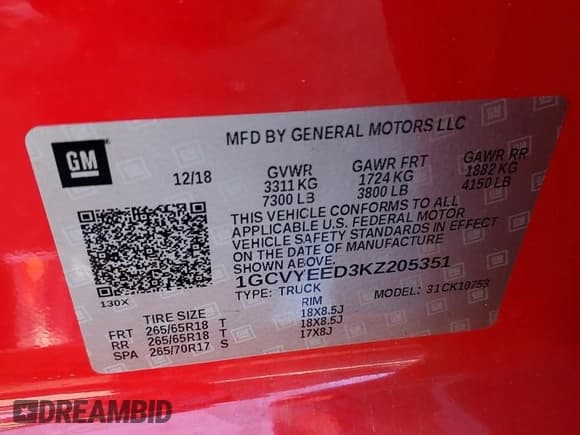 GM
MFD BY GENERAL MOTORS LLC
12/18
GVWR GAWR FRT GAWR RR
3311 KG 1724 KG 1882 KG
7300 LB 3800 LB 4150 LB
THIS VEHICLE CONFORMS TO ALL
APPLICABLE U.S. FEDERAL MOTOR
VEHICLE SAFETY STANDARDS IN EFFECT
ON THE DATE OF MANUFACTURE
1GCVYEED3KZ205351
130X
TYPE: TRUCK MODEL: 31CK10753
TIRE SIZE RIM
FRT 265/65R18 T 18X8.5J
RR 265/65R18 T 18X8.5J
SPA 265/70R17 S 17X8J
DREAMBID